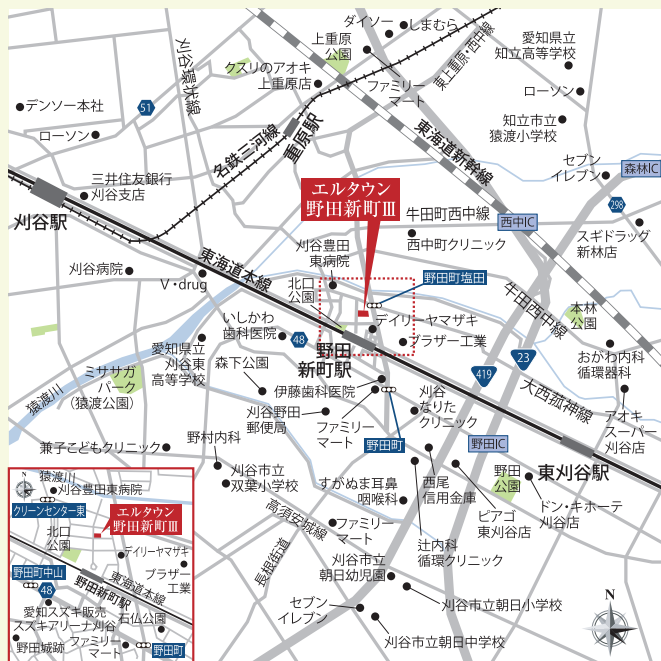 ダイソー
しまむら
上重原
公園
刈谷環状線
クスリのアオキ
上重原店
ファミリー
マート
東上重原・西中線
愛知県立
知立高等学校
ローソン
知立市立
猿渡小学校
デンソー本社
51
ローソン
名鉄三河線
重原駅
東海道新幹線
セブン
イレブン
森林IC
三井住友銀行
刈谷支店
エルタウン
野田新町Ⅲ
牛田町西中線
298
刈谷駅
西中IC
スギドラッグ
新林店
東海道本線
刈谷豊田
東病院
西中町クリニック
刈谷病院
V・drug
北口
公園
野田町塩田
牛田西中線
いしかわ
歯科医院
48
デイリーヤマザキ
ブラザー工業
本林
公園
愛知県立
刈谷東
高等学校
野田
新町駅
23
おがわ内科
循環器科
森下公園
419
ミササガ
パーク
(猿渡公園)
猿渡川
伊藤歯科医院
刈谷
なりた
クリニック
大西菰神線
アオキ
スーパー
刈谷店
刈谷野田
郵便局
ファミリー
マート
野田町
野田IC
兼子こどもクリニック
野村内科
東刈谷駅
刈谷市立
双葉小学校
すがぬま耳鼻
咽喉科
西尾
信用金庫
野田
公園
ピアゴ
東刈谷店
ドン・キホーテ
刈谷店
高須安城線
ファミリー
マート
辻内科
循環クリニック
長根街道
刈谷市立
朝日幼児園
刈谷市立朝日小学校
セブン
イレブン
刈谷市立朝日中学校
N
猿渡川
刈谷豊田東病院
クリーンセンター東
エルタウン
野田新町Ⅲ
北口
公園
デイリーヤマザキ
野田町中山
ブラザー
工業
48
東海道本線
野田新町駅
愛知スズキ販売
スズキアリーナ刈谷
石仏公園
野田城跡
ファミリー
マート
野田町